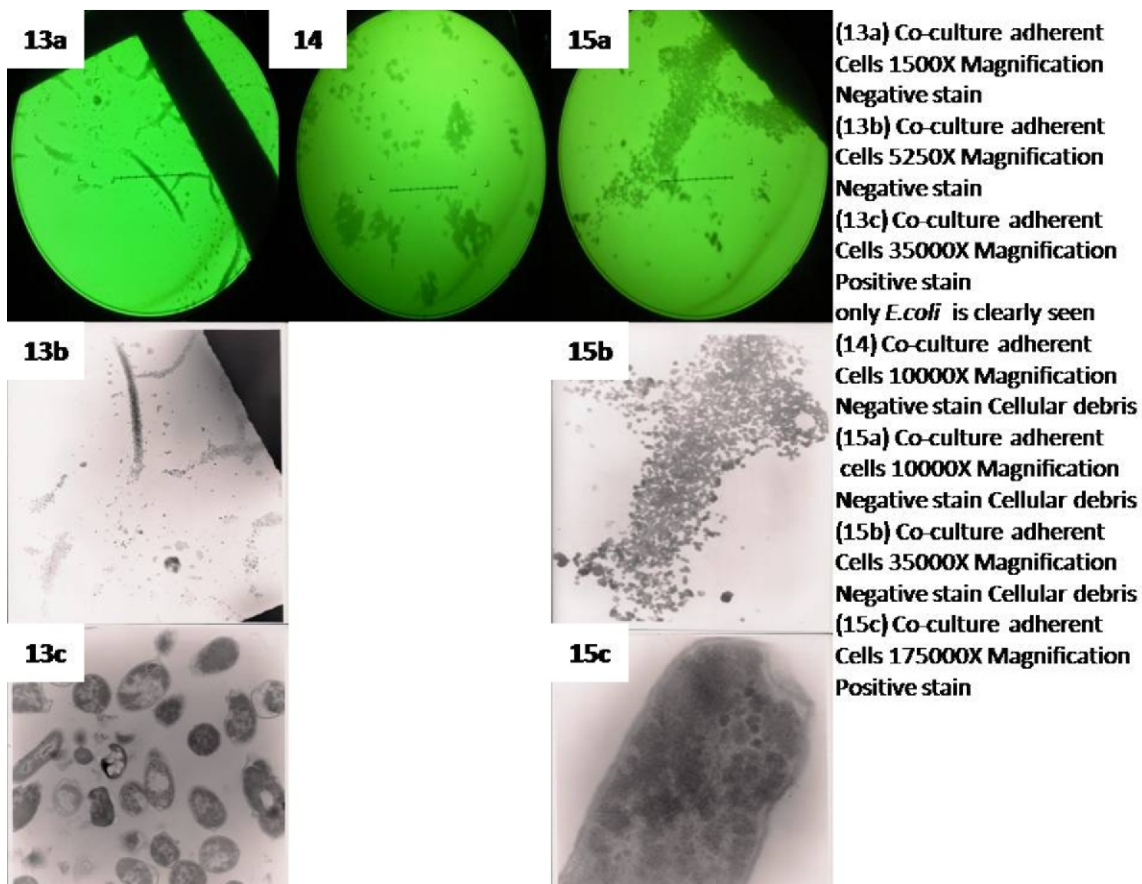 13a
14
15a
13b
15b
13c
15c
(13a) Co-culture adherent
Cells 1500X Magnification
Negative stain
(13b) Co-culture adherent
Cells 5250X Magnification
Negative stain
(13c) Co-culture adherent
Cells 35000X Magnification
Positive stain
only E.coli is clearly seen
(14) Co-culture adherent
Cells 10000X Magnification
Negative stain Cellular debris
(15a) Co-culture adherent
cells 10000X Magnification
Negative stain Cellular debris
(15b) Co-culture adherent
Cells 35000X Magnification
Negative stain Cellular debris
(15c) Co-culture adherent
Cells 175000X Magnification
Positive stain